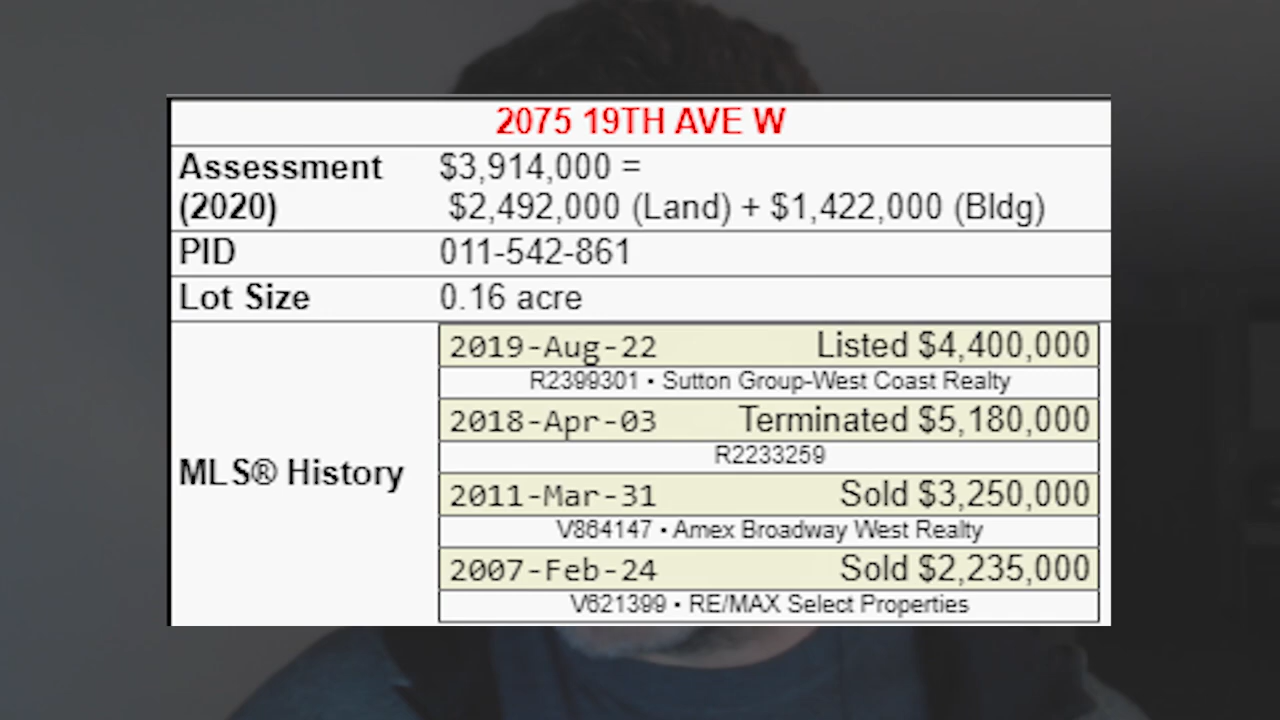 2075 19TH AVE W
Assessment (2020)
$3,914,000 =
$2,492,000 (Land) + $1,422,000 (Bldg)
PID 011-542-861
Lot Size 0.16 acre
MLS® History
2019-Aug-22 Listed $4,400,000
R2399301 • Sutton Group-West Coast Realty
2018-Apr-03 Terminated $5,180,000
R2233259
2011-Mar-31 Sold $3,250,000
V864147 • Amex Broadway West Realty
2007-Feb-24 Sold $2,235,000
V621399 • RE/MAX Select Properties